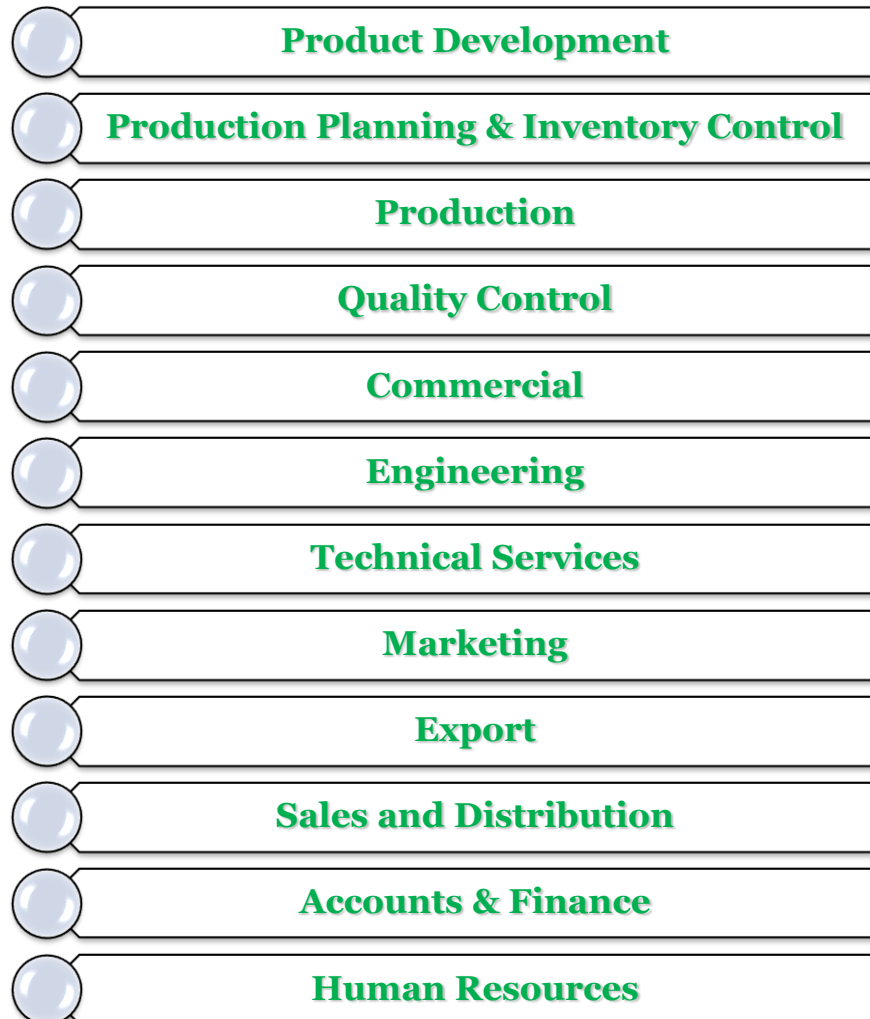 Product Development
Production Planning & Inventory Control
Production
Quality Control
Commercial
Engineering
Technical Services
Marketing
Export
Sales and Distribution
Accounts & Finance
Human Resources